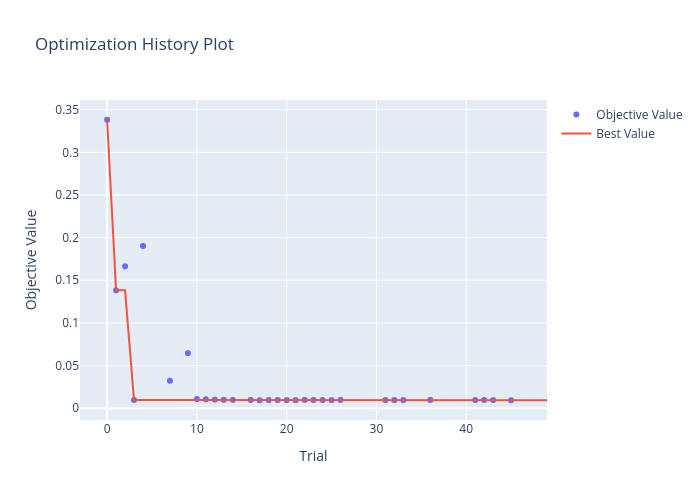 Optimization History Plot
Objective Value
Best Value
0.35
0.3
0.25
0.2
0.15
0.1
0.05
0
Objective Value
0
10
20
30
40
Trial